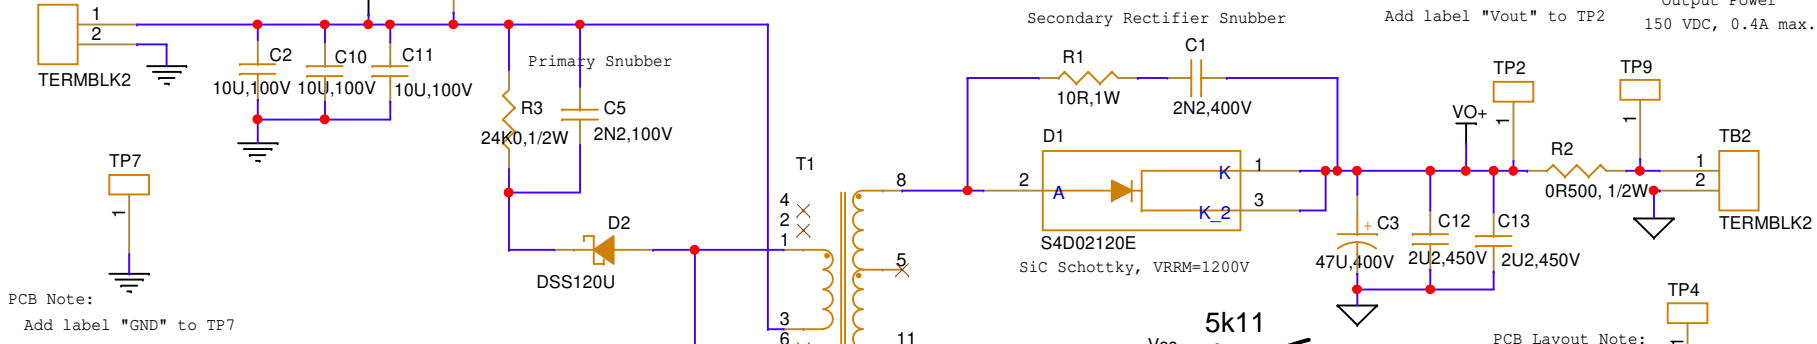 1
2
TERMBLK2
C2
10U,100V
C10
10U,100V
C11
10U,100V
Primary Snubber
R3
24K0,1/2W
C5
2N2,100V
TP7
1
PCB Note:
Add label "GND" to TP7
D2
DSS120U
T1
4
2
1
3
6
8
5
11
Secondary Rectifier Snubber
R1
10R,1W
C1
2N2,400V
D1
2
A
K
1
K_2
3
S4D02120E
SiC Schottky, VRRM=1200V
Add label "Vout" to TP2
Output Power
150 VDC, 0.4A max.
TP2
1
TP9
1
VO+
R2
0R500, 1/2W
TB2
1
2
TERMBLK2
+
C3
47U,400V
C12
2U2,450V
C13
2U2,450V
5k11
TP4
PCB Layout Note: